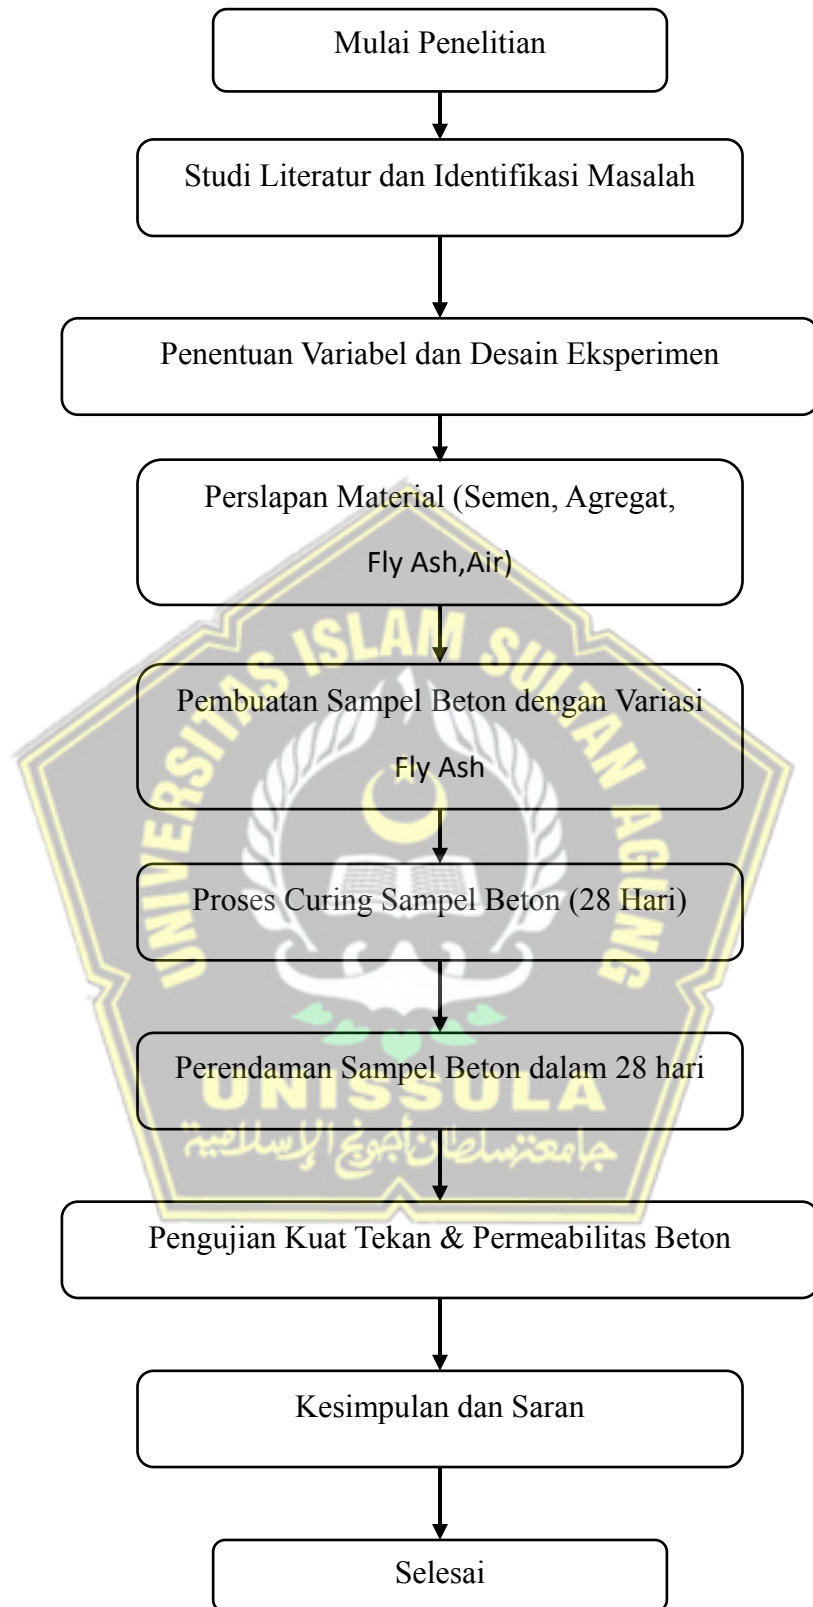 Mulai Penelitian
Studi Literatur dan Identifikasi Masalah
Penentuan Variabel dan Desain Eksperimen
Perslapan Material (Semen, Agregat,
Fly Ash,Air)
UNIVERSITAS ISLAM SULTAN AGUNG
Pembuatan Sampel Beton dengan Variasi
Fly Ash
Proses Curing Sampel Beton (28 Hari)
Perendaman Sampel Beton dalam 28 hari
UNISSULA
جامعتسلطان أجونج الإسلامية
Pengujian Kuat Tekan & Permeabilitas Beton
Kesimpulan dan Saran
Selesai